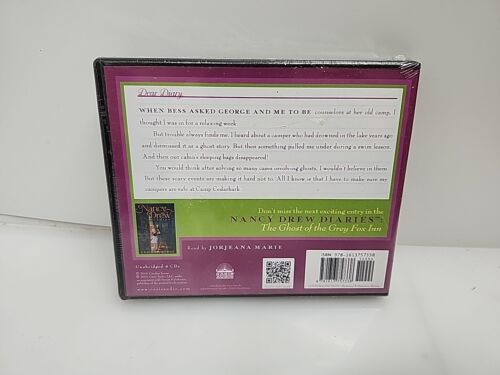 Dear Diary,
WHEN BESS ASKED GEORGE AND ME TO BE counselors at her old camp, I
thought I was in for a relaxing week.
But trouble always finds me. I heard about a camper who had drowned in the lake years ago
and dismissed it as a ghost story. But then something pulled me under during a swim lesson.
And then our cabin's sleeping bags disappeared!
You would think after solving so many cases involving ghosts, I wouldn't believe in them.
But these scary events are making it hard not to. All I know is that I have to make sure my
campers are safe at Camp Cedarbark.
Don't miss the next exciting entry in the
NANCY DREW DIARIES™:
The Ghost of the Grey Fox Inn
Nancy
Drew
Read by JORJEANA MARIE
Unabridged 4 CDs
ISBN 978-1613757338